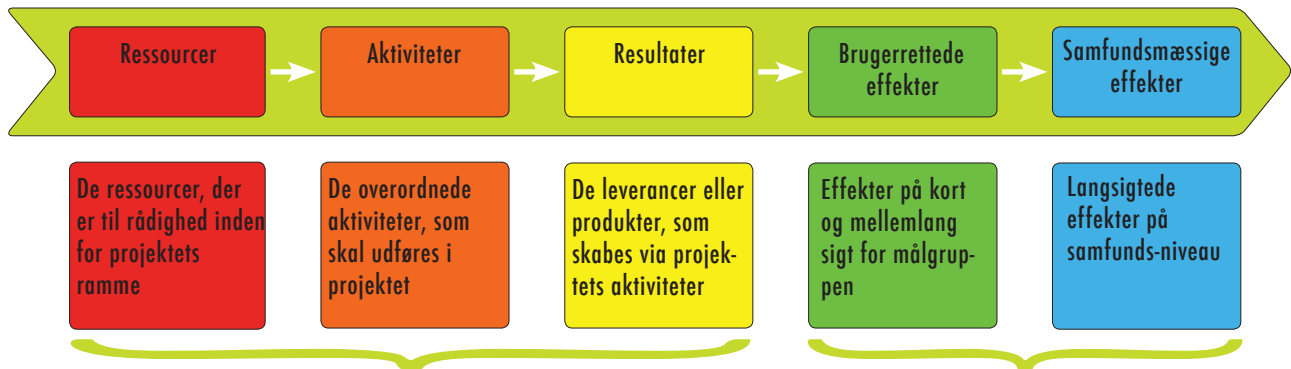 Ressourcer
Aktiviteter
Resultater
Brugerrettede
effekter
Samfundsmæssige
effekter
De ressourcer, der
er til rådighed inden
for projektets
ramme
De overordnede
aktiviteter, som
skal udføres i
projektet
De leverancer eller
produkter, som
skabes via projek-
tets aktiviteter
Effekter på kort
og mellemlang
sigt for målgrup-
pen
Langsigtede
effekter på
samfunds-niveau